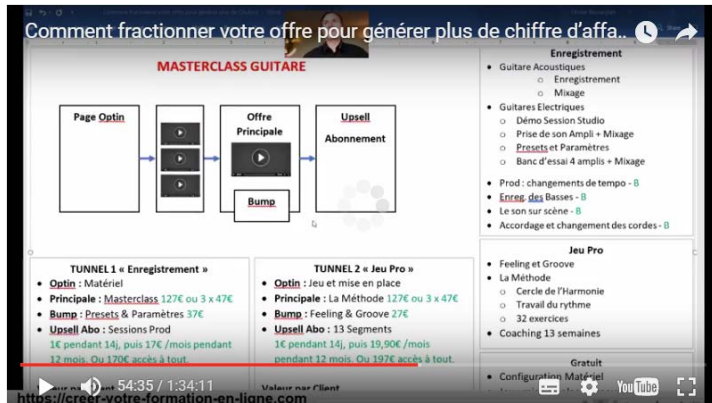 Comment fractionner votre offre pour générer plus de chiffre d'affa...
MASTERCLASS GUITARE
Page Optin
Offre
Principale
Bump
Upsell
Abonnement
Enregistrement
• Guitare Acoustiques
o Enregistrement
o Mixage
• Guitares Electriques
o Démo Session Studio
o Prise de son Ampli + Mixage
o Presets et Paramètres
o Banc d'essai 4 amplis + Mixage
• Prod : changements de tempo - B
• Enreg. des Basses - B
• Le son sur scène - B
• Accordage et changement des cordes - B
TUNNEL 1 « Enregistrement »
• Optin : Matériel
• Principale : Masterclass 127€ ou 3 x 47€
• Bump : Presets & Paramètres 37€
• Upsell Abo : Sessions Prod
1€ pendant 14j, puis 17€ /mois pendant
12 mois. Ou 170€ accès à tout.
TUNNEL 2 « Jeu Pro »
• Optin : Jeu et mise en place
• Principale : La Méthode 127€ ou 3 x 47€
• Bump : Feeling & Groove 27€
• Upsell Abo : 13 Segments
1€ pendant 14j, puis 19,90€ /mois
pendant 12 mois. Ou 197€ accès à tout.
Jeu Pro
• Feeling et Groove
• La Méthode
o Cercle de l'Harmonie
o Travail du rythme
o 32 exercices
• Coaching 13 semaines
Gratuit
• Configuration Matériel
par Client
Valeur par Client
54:35 / 1:34:11
YouTube
https://creer-votre-formation-en-ligne.com